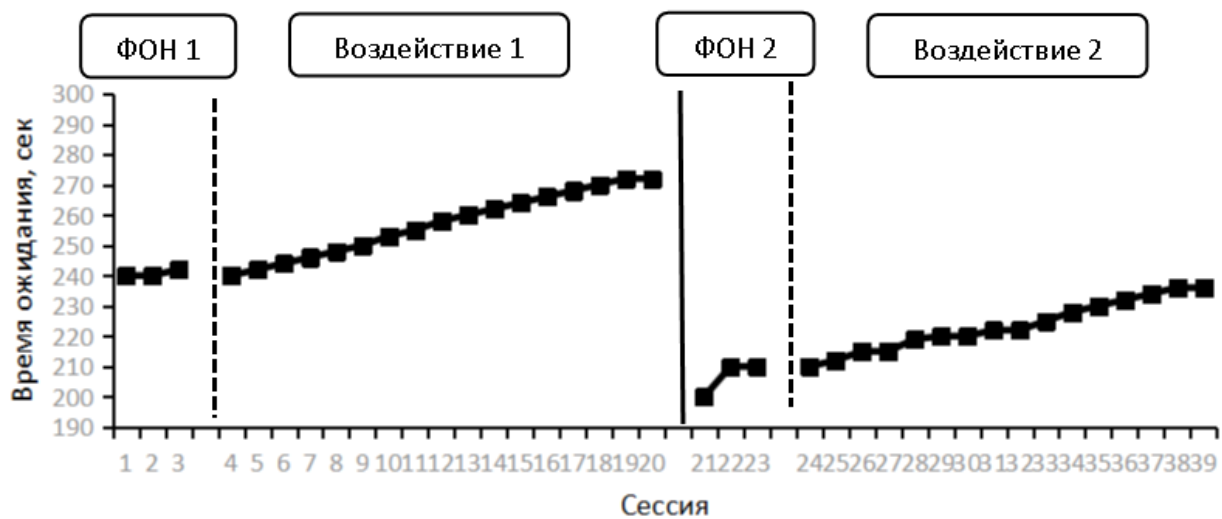 ФОН 1
Воздействие 1
ФОН 2
Воздействие 2
Время ожидания, сек
300
290
280
270
260
250
240
230
220
210
200
190
1 2 3 4 5 6 7 8 9 10 11 12 13 14 15 16 17 18 19 20 21 22 23 24 25 26 27 28 29 30 31 32 33 34 35 36 37 38 39
Сессия